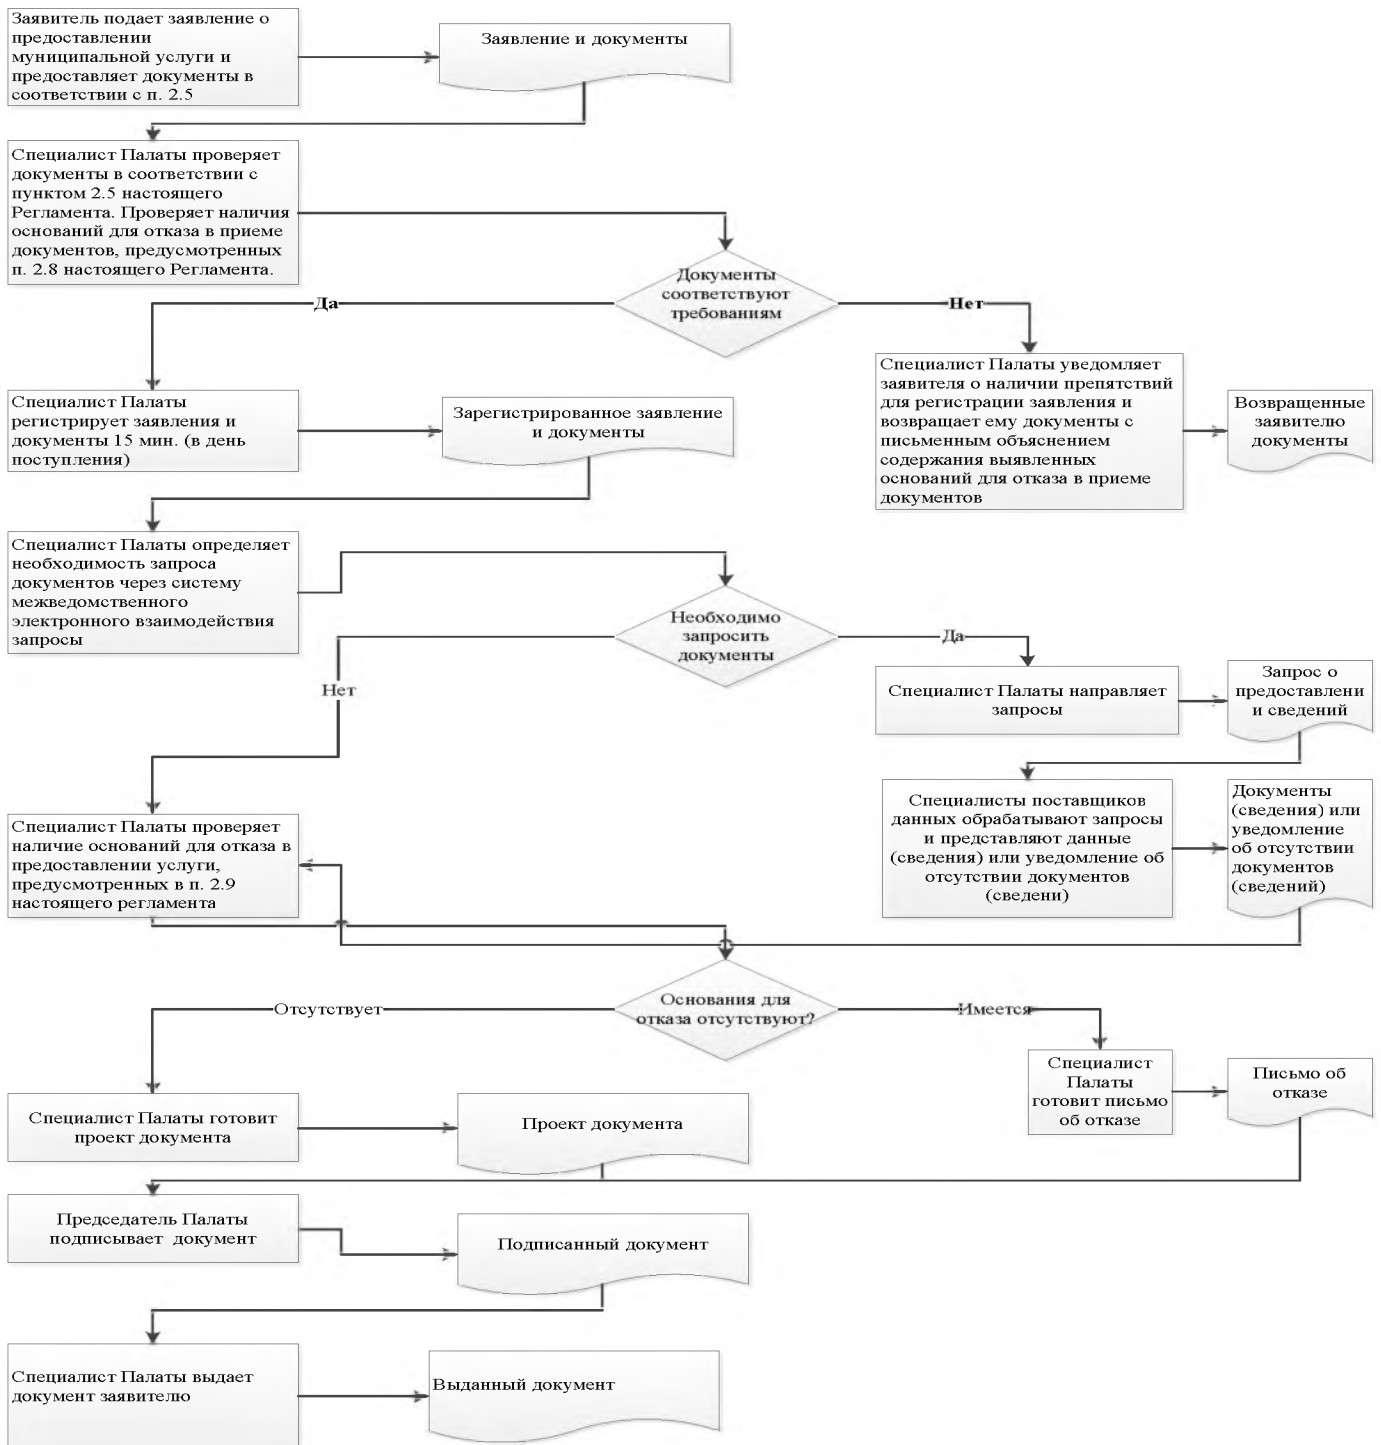 Заявитель подает заявление о
предоставлении
муниципальной услуги и
предоставляет документы в
соответствии с п. 2.5
Заявление и документы
Специалист Палаты проверяет
документы в соответствии с
пунктом 2.5 настоящего
Регламента. Проверяет наличия
оснований для отказа в приеме
документов, предусмотренных
п. 2.8 настоящего Регламента.
Документы
соответствуют
требованиям
Да
Нет
Специалист Палаты
регистрирует заявления и
документы 15 мин. (в день
поступления)
Зарегистрированное заявление
и документы
Специалист Палаты уведомляет
заявителя о наличии препятствий
для регистрации заявления и
возвращает ему документы с
письменным объяснением
содержания выявленных
оснований для отказа в приеме
документов
Возвращенные
заявителю
документы
Специалист Палаты определяет
необходимость запроса
документов через систему
межведомственного
электронного взаимодействия
запросы
Необходимо
запросить
документы
Да
Нет
Специалист Палаты направляет
запросы
Запрос о
предоставлени
и сведений
Специалисты поставщиков
данных обрабатывают запросы
и представляют данные
(сведения) или уведомление об
отсутствии документов
(сведени)
Документы
(сведения) или
уведомление
об отсутствии
документов
(сведений)
Специалист Палаты проверяет
наличие оснований для отказа в
предоставлении услуги,
предусмотренных в п. 2.9
настоящего регламента
Основания для
отказа отсутствуют?
Отсутствует
Имеется
Специалист
Палаты
готовит письмо
об отказе
Письмо об
отказе
Специалист Палаты готовит
проект документа
Проект документа
Председатель Палаты
подписывает документ
Подписанный документ
Специалист Палаты выдает
документ заявителю
Выданный документ